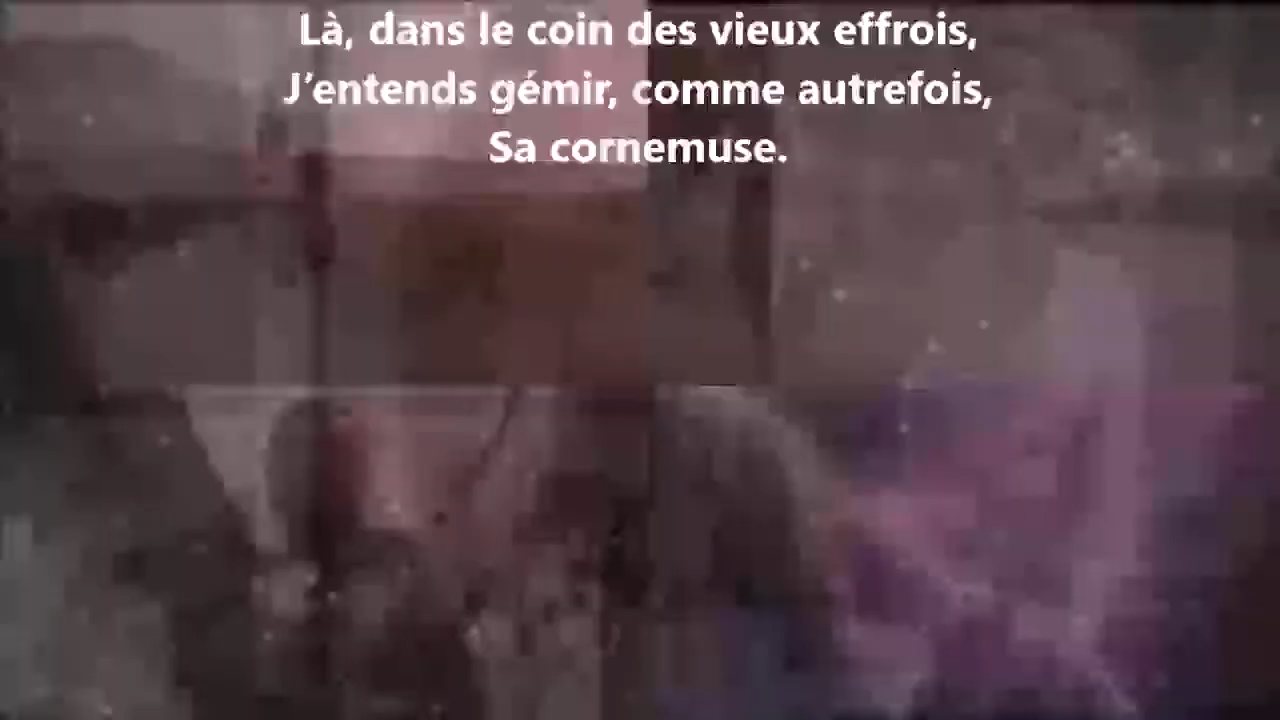 Là, dans le coin des vieux effrois,
J’entends gémir, comme autrefois,
Sa cornemuse.